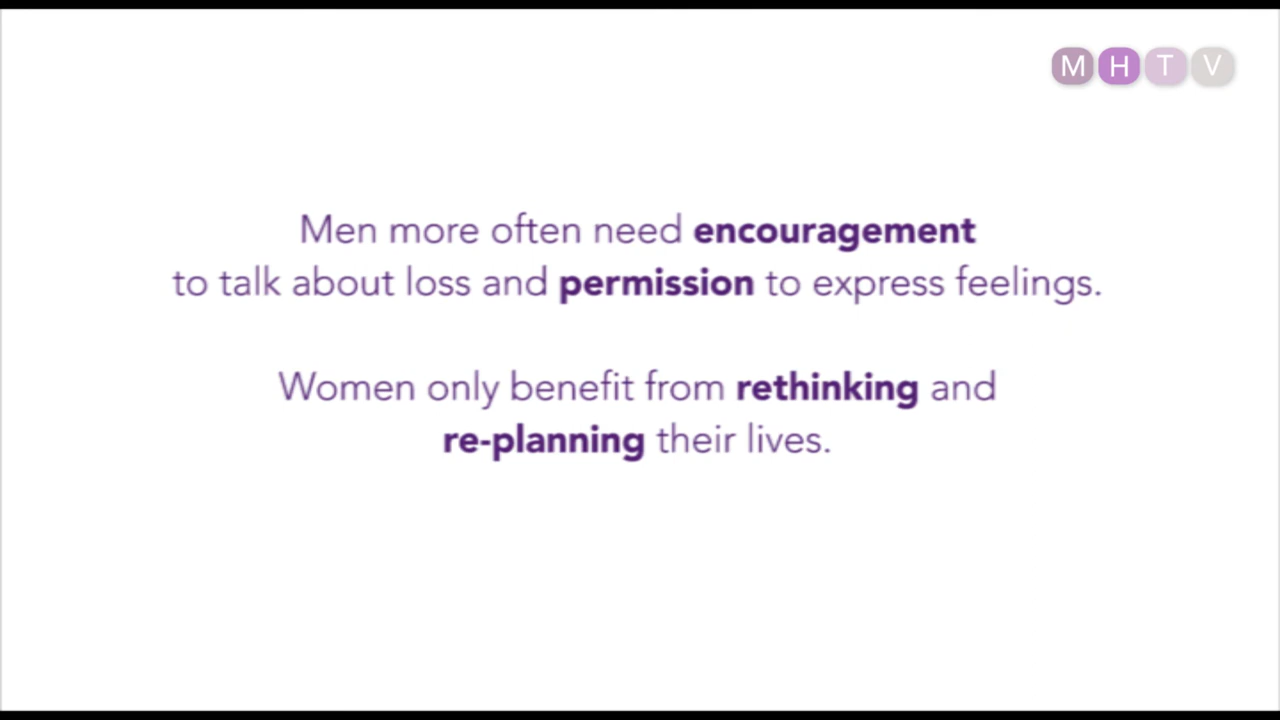 MHTV
Men more often need encouragement
to talk about loss and permission to express feelings.
Women only benefit from rethinking and
re-planning their lives.